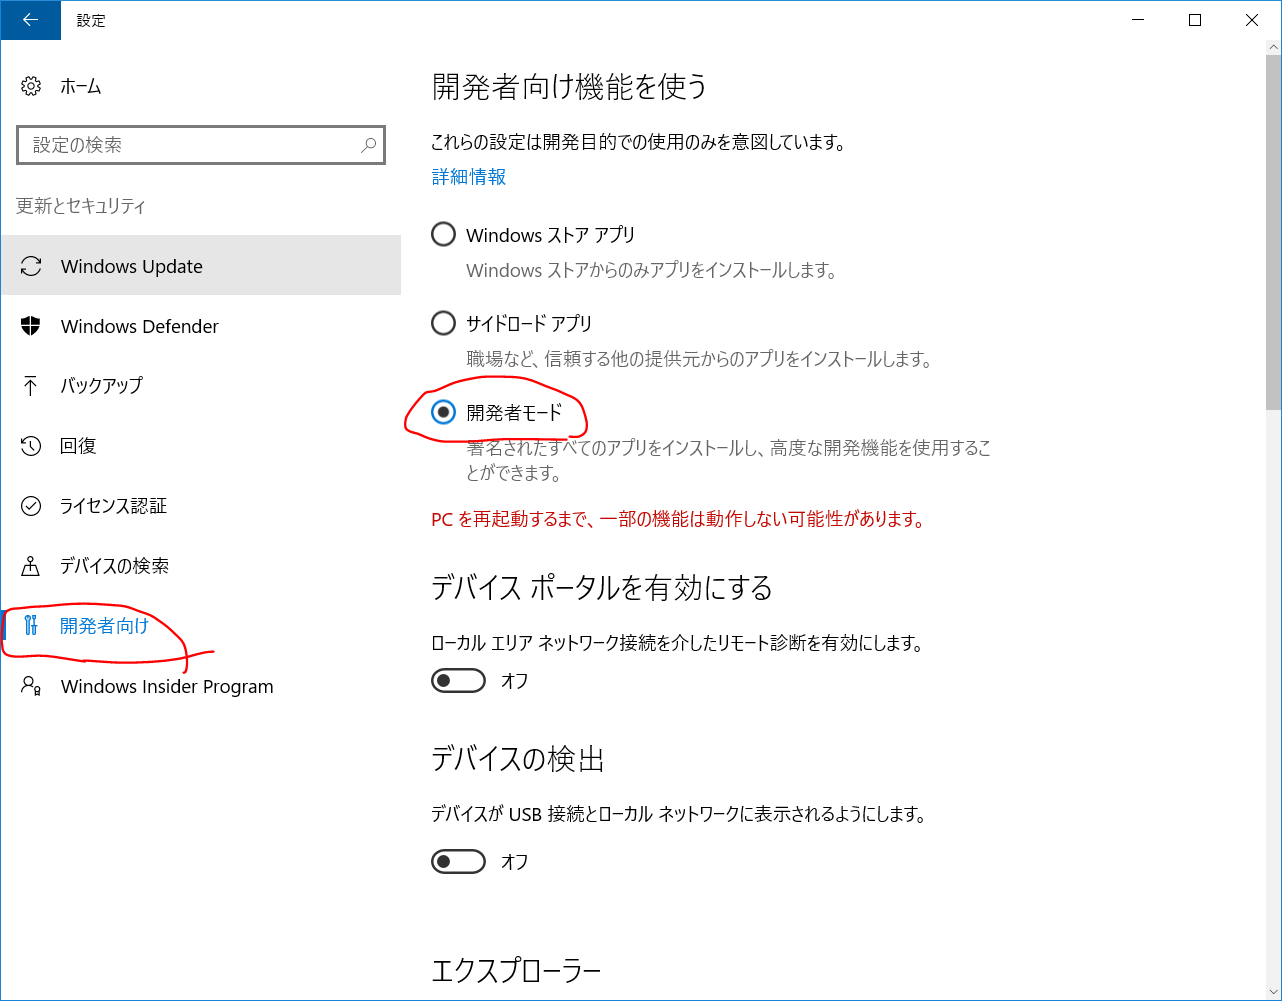 設定
ホーム
設定の検索
更新とセキュリティ
Windows Update
Windows Defender
バックアップ
回復
ライセンス認証
デバイスの検索
開発者向け
Windows Insider Program
開発者向け機能を使う
これらの設定は開発目的での使用のみを意図しています。
詳細情報
Windows ストア アプリ
Windows ストアからのみアプリをインストールします。
サイドロード アプリ
職場など、信頼する他の提供元からのアプリをインストールします。
開発者モード
署名されたすべてのアプリをインストールし、高度な開発機能を使用するこ
とができます。
PC を再起動するまで、一部の機能は動作しない可能性があります。
デバイス ポータルを有効にする
ローカル エリア ネットワーク接続を介したリモート診断を有効にします。
オフ
デバイスの検出
デバイスが USB 接続とローカル ネットワークに表示されるようにします。
オフ
エクスプローラー